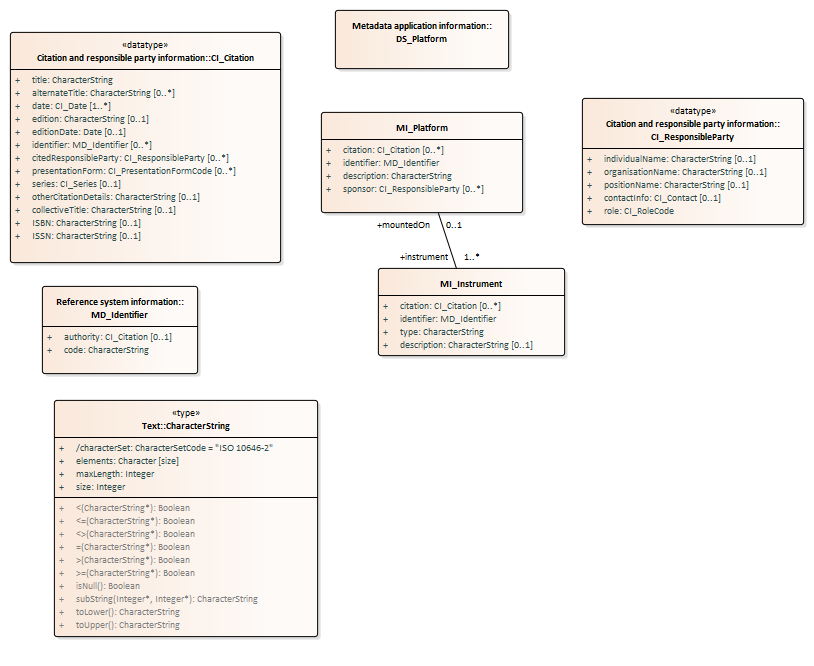 «datatype»
Citation and responsible party information::CI_Citation
+ title: CharacterString
+ alternateTitle: CharacterString [0..*]
+ date: CI_Date [1..*]
+ edition: CharacterString [0..1]
+ editionDate: Date [0..1]
+ identifier: MD_Identifier [0..*]
+ citedResponsibleParty: CI_ResponsibleParty [0..*]
+ presentationForm: CI_PresentationFormCode [0..*]
+ series: CI_Series [0..1]
+ otherCitationDetails: CharacterString [0..1]
+ collectiveTitle: CharacterString [0..1]
+ ISBN: CharacterString [0..1]
+ ISSN: CharacterString [0..1]
Metadata application information::
DS_Platform
MI_Platform
+ citation: CI_Citation [0..*]
+ identifier: MD_Identifier
+ description: CharacterString
+ sponsor: CI_ResponsibleParty [0..*]
«datatype»
Citation and responsible party information::
CI_ResponsibleParty
+ individualName: CharacterString [0..1]
+ organisationName: CharacterString [0..1]
+ positionName: CharacterString [0..1]
+ contactInfo: CI_Contact [0..1]
+ role: CI_RoleCode
+mountedOn 0..1
+instrument 1..*
MI_Instrument
+ citation: CI_Citation [0..*]
+ identifier: MD_Identifier
+ type: CharacterString
+ description: CharacterString [0..1]
Reference system information::
MD_Identifier
+ authority: CI_Citation [0..1]
+ code: CharacterString
«type»
Text::CharacterString
+ /characterSet: CharacterSetCode = "ISO 10646-2"
+ elements: Character [size]
+ maxLength: Integer
+ size: Integer
+ <(CharacterString*): Boolean
+ <=(CharacterString*): Boolean
+ <>(CharacterString*): Boolean
+ =(CharacterString*): Boolean
+ >(CharacterString*): Boolean
+ >=(CharacterString*): Boolean
+ isNull(): Boolean
+ subString(Integer*, Integer*): CharacterString
+ toLower(): CharacterString
+ toUpper(): CharacterString